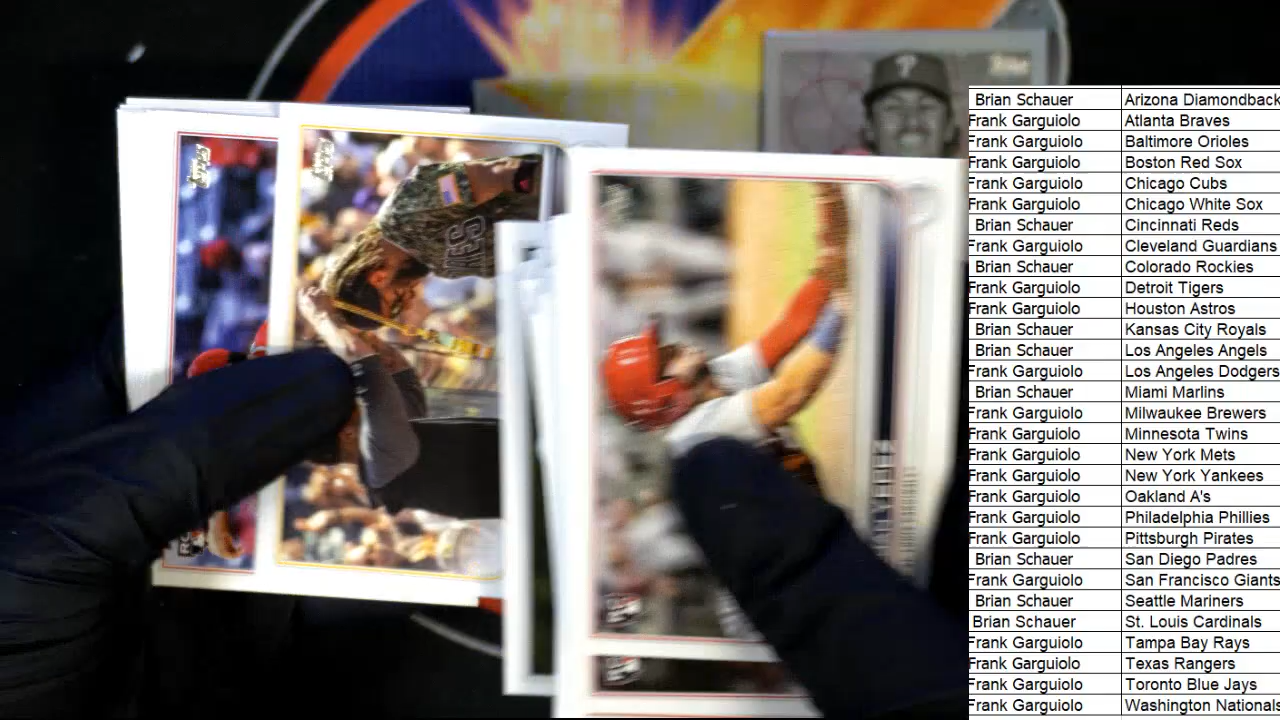 Brian Schauer Arizona Diamondback
Frank Garguiolo Atlanta Braves
Frank Garguiolo Baltimore Orioles
Frank Garguiolo Boston Red Sox
Frank Garguiolo Chicago Cubs
Frank Garguiolo Chicago White Sox
Brian Schauer Cincinnati Reds
Frank Garguiolo Cleveland Guardians
Brian Schauer Colorado Rockies
Frank Garguiolo Detroit Tigers
Frank Garguiolo Houston Astros
Brian Schauer Kansas City Royals
Brian Schauer Los Angeles Angels
Frank Garguiolo Los Angeles Dodgers
Brian Schauer Miami Marlins
Frank Garguiolo Milwaukee Brewers
Frank Garguiolo Minnesota Twins
Frank Garguiolo New York Mets
Frank Garguiolo New York Yankees
Frank Garguiolo Oakland A's
Frank Garguiolo Philadelphia Phillies
Frank Garguiolo Pittsburgh Pirates
Brian Schauer San Diego Padres
Frank Garguiolo San Francisco Giants
Brian Schauer Seattle Mariners
Brian Schauer St. Louis Cardinals
Frank Garguiolo Tampa Bay Rays
Frank Garguiolo Texas Rangers
Frank Garguiolo Toronto Blue Jays
Frank Garguiolo Washington Nationals